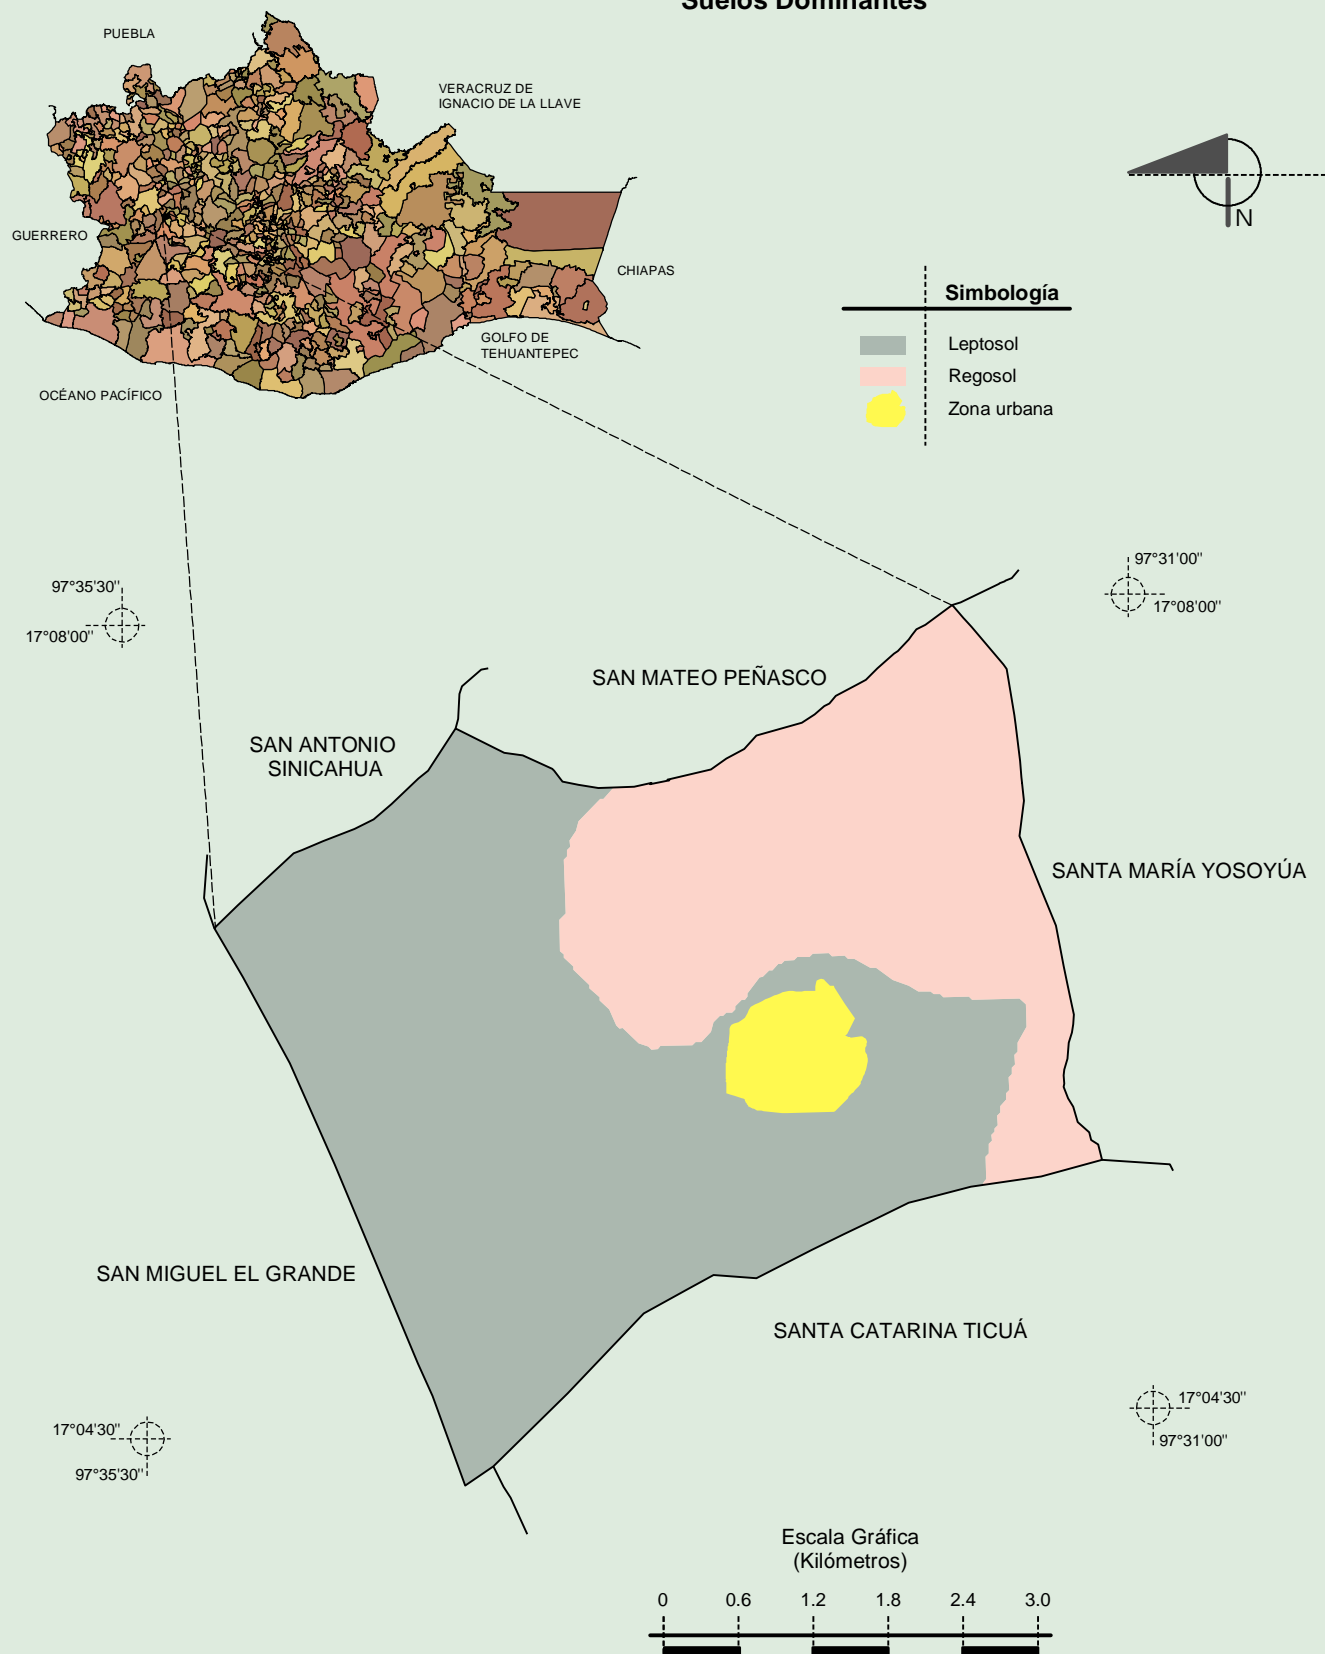 Suelos Dominantes
PUEBLA
VERACRUZ DE
IGNACIO DE LA LLAVE
GUERRERO
CHIAPAS
GOLFO DE
TEHUANTEPEC
OCÉANO PACÍFICO
N
Simbología
Leptosol
Regosol
Zona urbana
97°35'30"
17°08'00"
97°31'00"
17°08'00"
SAN MATEO PEÑASCO
SAN ANTONIO
SINICAHUA
SANTA MARÍA YOSOYÚA
SAN MIGUEL EL GRANDE
SANTA CATARINA TICUÁ
17°04'30"
97°35'30"
17°04'30"
97°31'00"
Escala Gráfica
(Kilómetros)
0 0.6 1.2 1.8 2.4 3.0